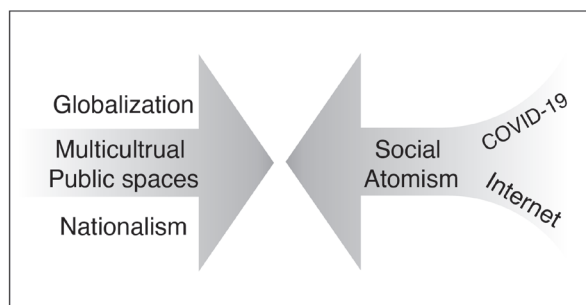 Globalization
Multicultrual
Public spaces
Nationalism
Social
Atomism
COVID-19
Internet